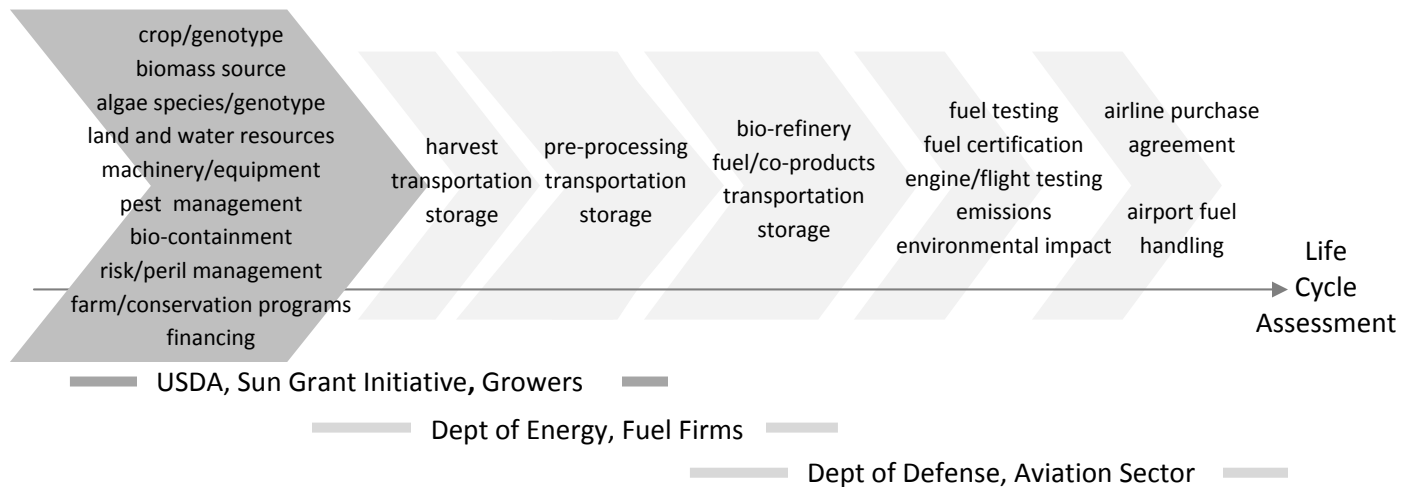 crop/genotype
biomass source
algae species/genotype
land and water resources
machinery/equipment
pest management
bio-containment
risk/peril management
farm/conservation programs
financing
harvest
transportation
storage
pre-processing
transportation
storage
bio-refinery
fuel/co-products
transportation
storage
fuel testing
fuel certification
engine/flight testing
emissions
environmental impact
airline purchase
agreement
airport fuel
handling
Life
Cycle
Assessment
USDA, Sun Grant Initiative, Growers
Dept of Energy, Fuel Firms
Dept of Defense, Aviation Sector